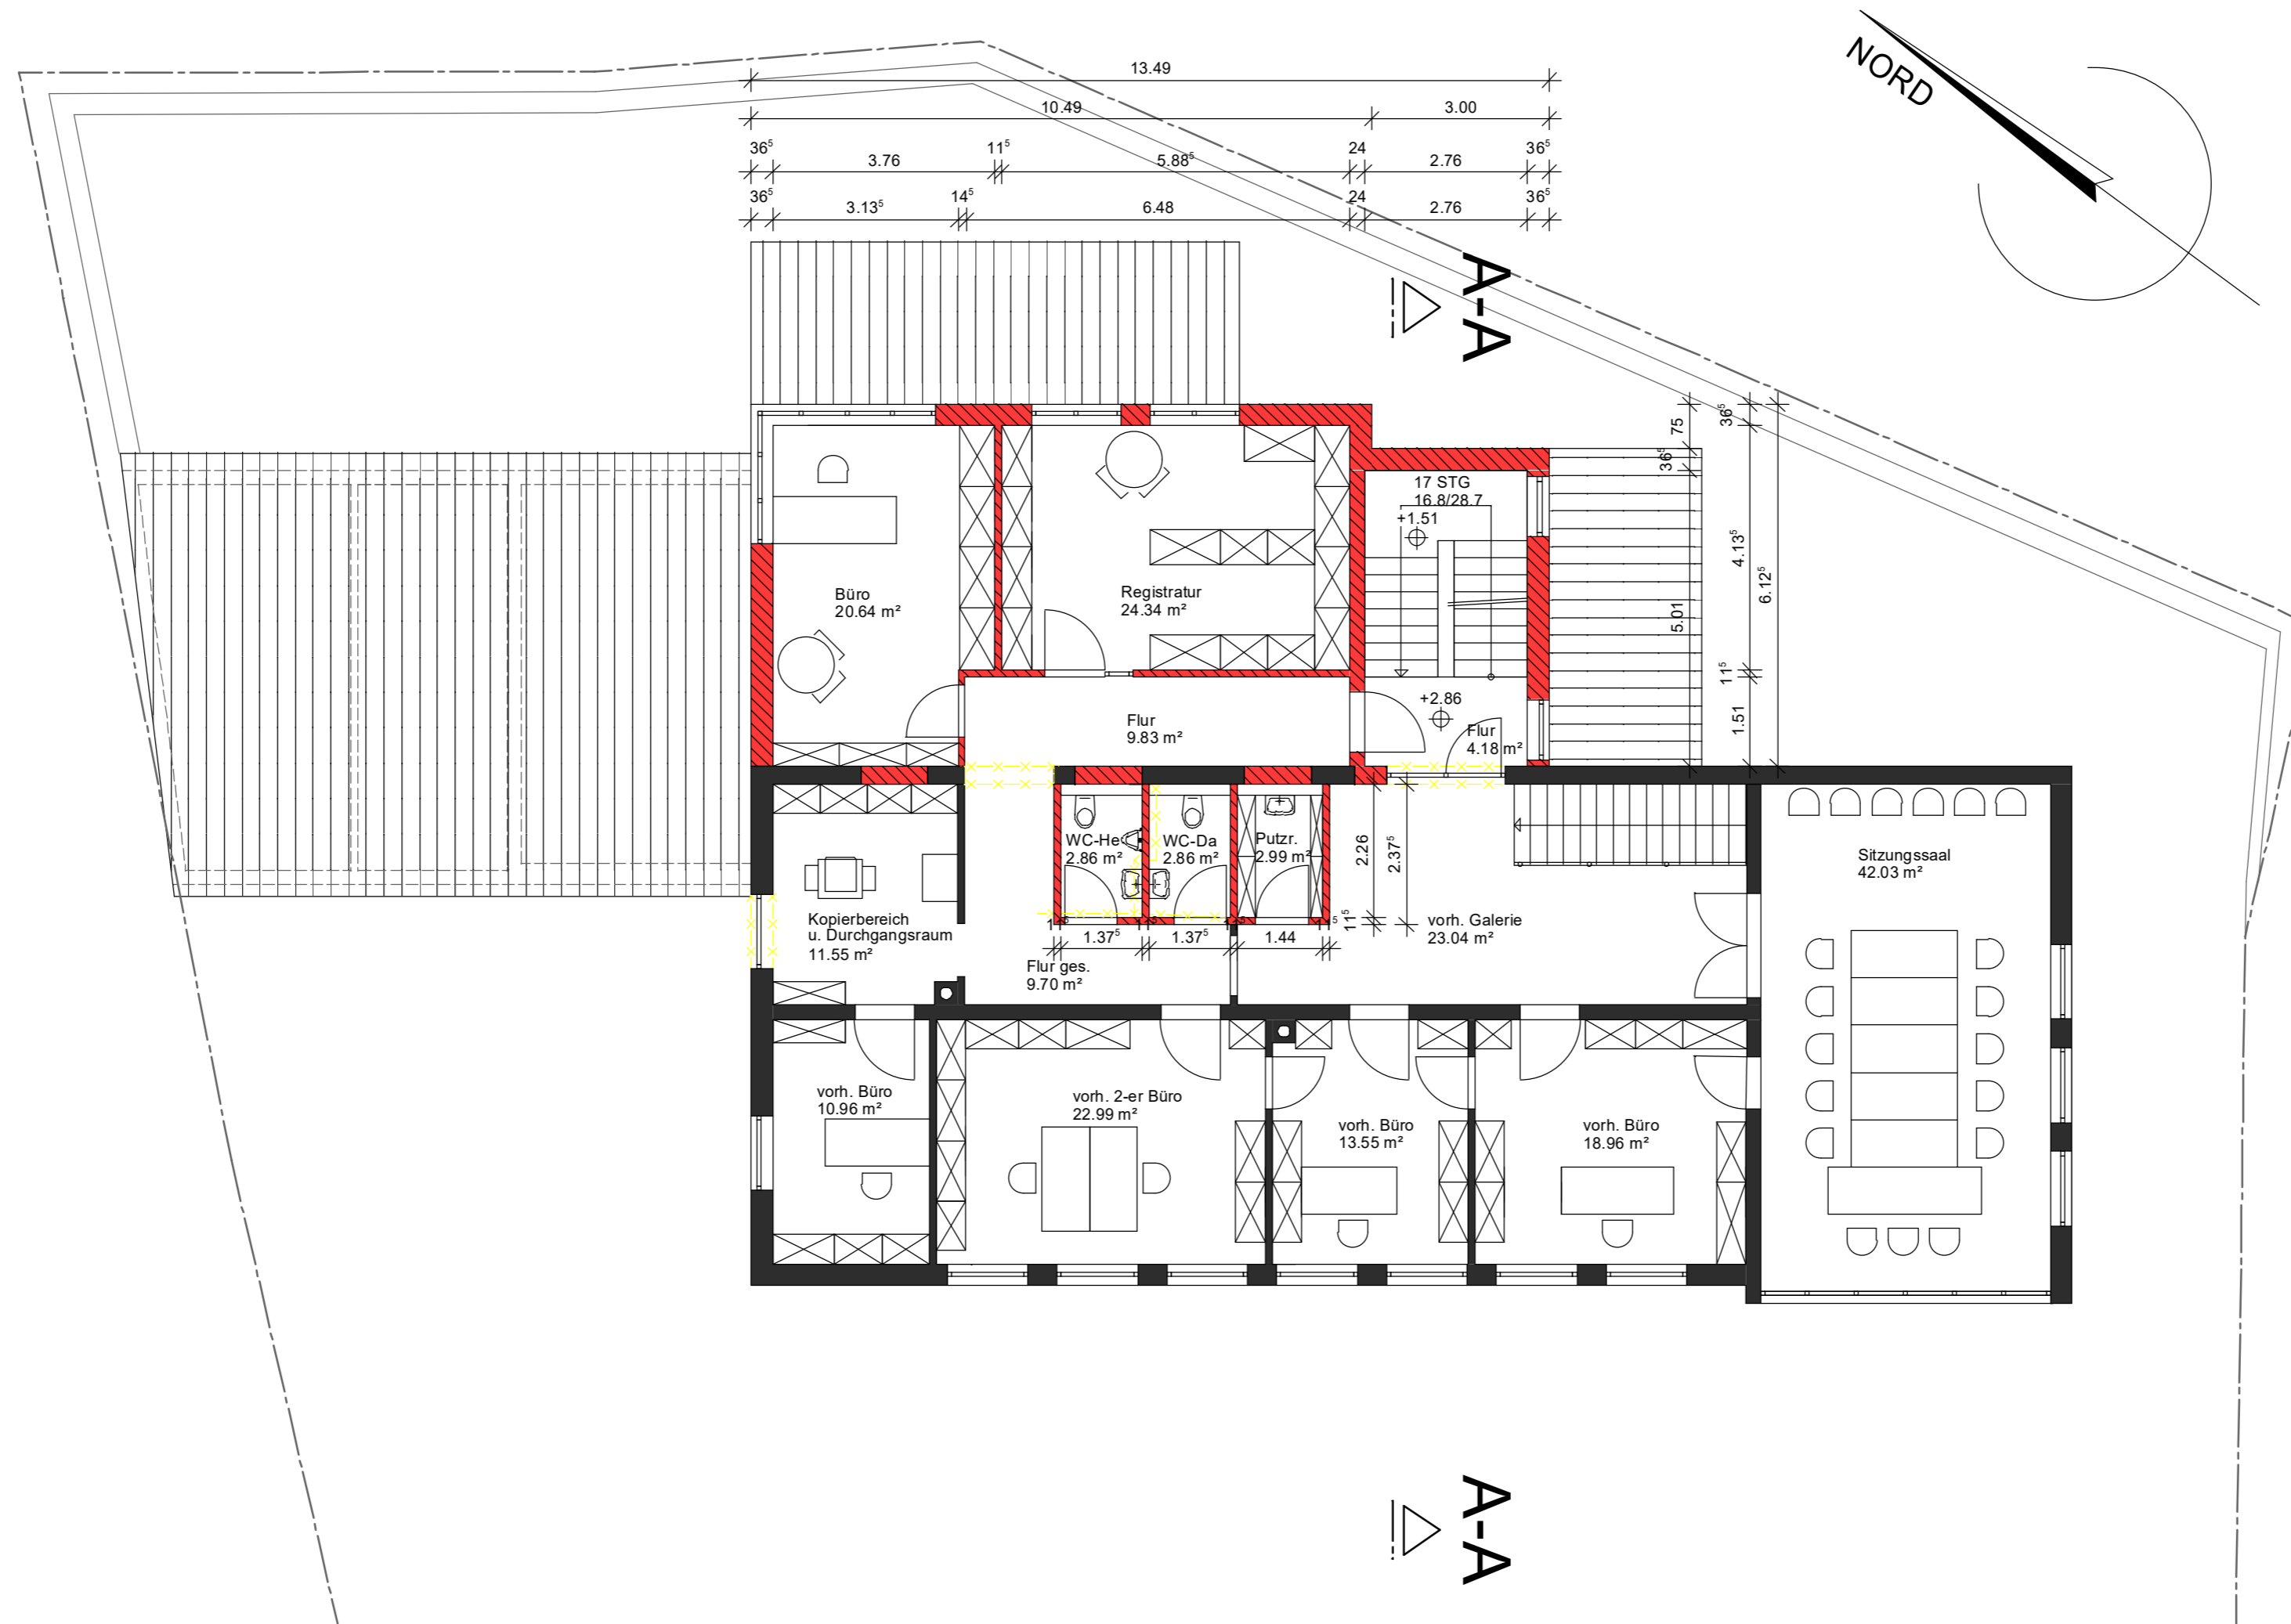 NORD
13.49
10.49
3.00
36⁵
3.76
11⁵
5.88⁵
24
2.76
36⁵
36⁵
3.13⁵
14⁵
6.48
24
2.76
36⁵
A-A
75
36⁵
36⁵
4.13⁵
6.12⁵
5.01
11⁵
1.51
17 STG
16.8/28.7
+1.51
Büro
20.64 m²
Registratur
24.34 m²
+2.86
Flur
9.83 m²
Flur
4.18 m²
WC-He
2.86 m²
WC-Da
2.86 m²
Putzr.
2.99 m²
2.26
2.37⁵
11⁵
Sitzungssaal
42.03 m²
Kopierbereich
u. Durchgangsraum
11.55 m²
vorh. Galerie
23.04 m²
1.37⁵
1.37⁵
1.44
Flur ges.
9.70 m²
vorh. Büro
10.96 m²
vorh. 2-er Büro
22.99 m²
vorh. Büro
13.55 m²
vorh. Büro
18.96 m²
A-A